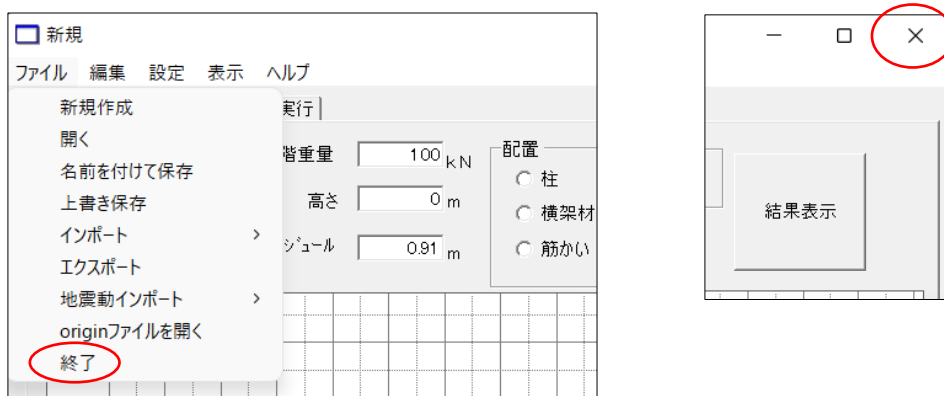 新規
ファイル 編集 設定 表示 ヘルプ
新規作成
開く
名前を付けて保存
上書き保存
インポート
エクスポート
地震動インポート
originファイルを開く
終了
実行
階重量 100 kN
高さ 0 m
ジュール 0.91 m
配置
柱
横架材
筋かい
結果表示